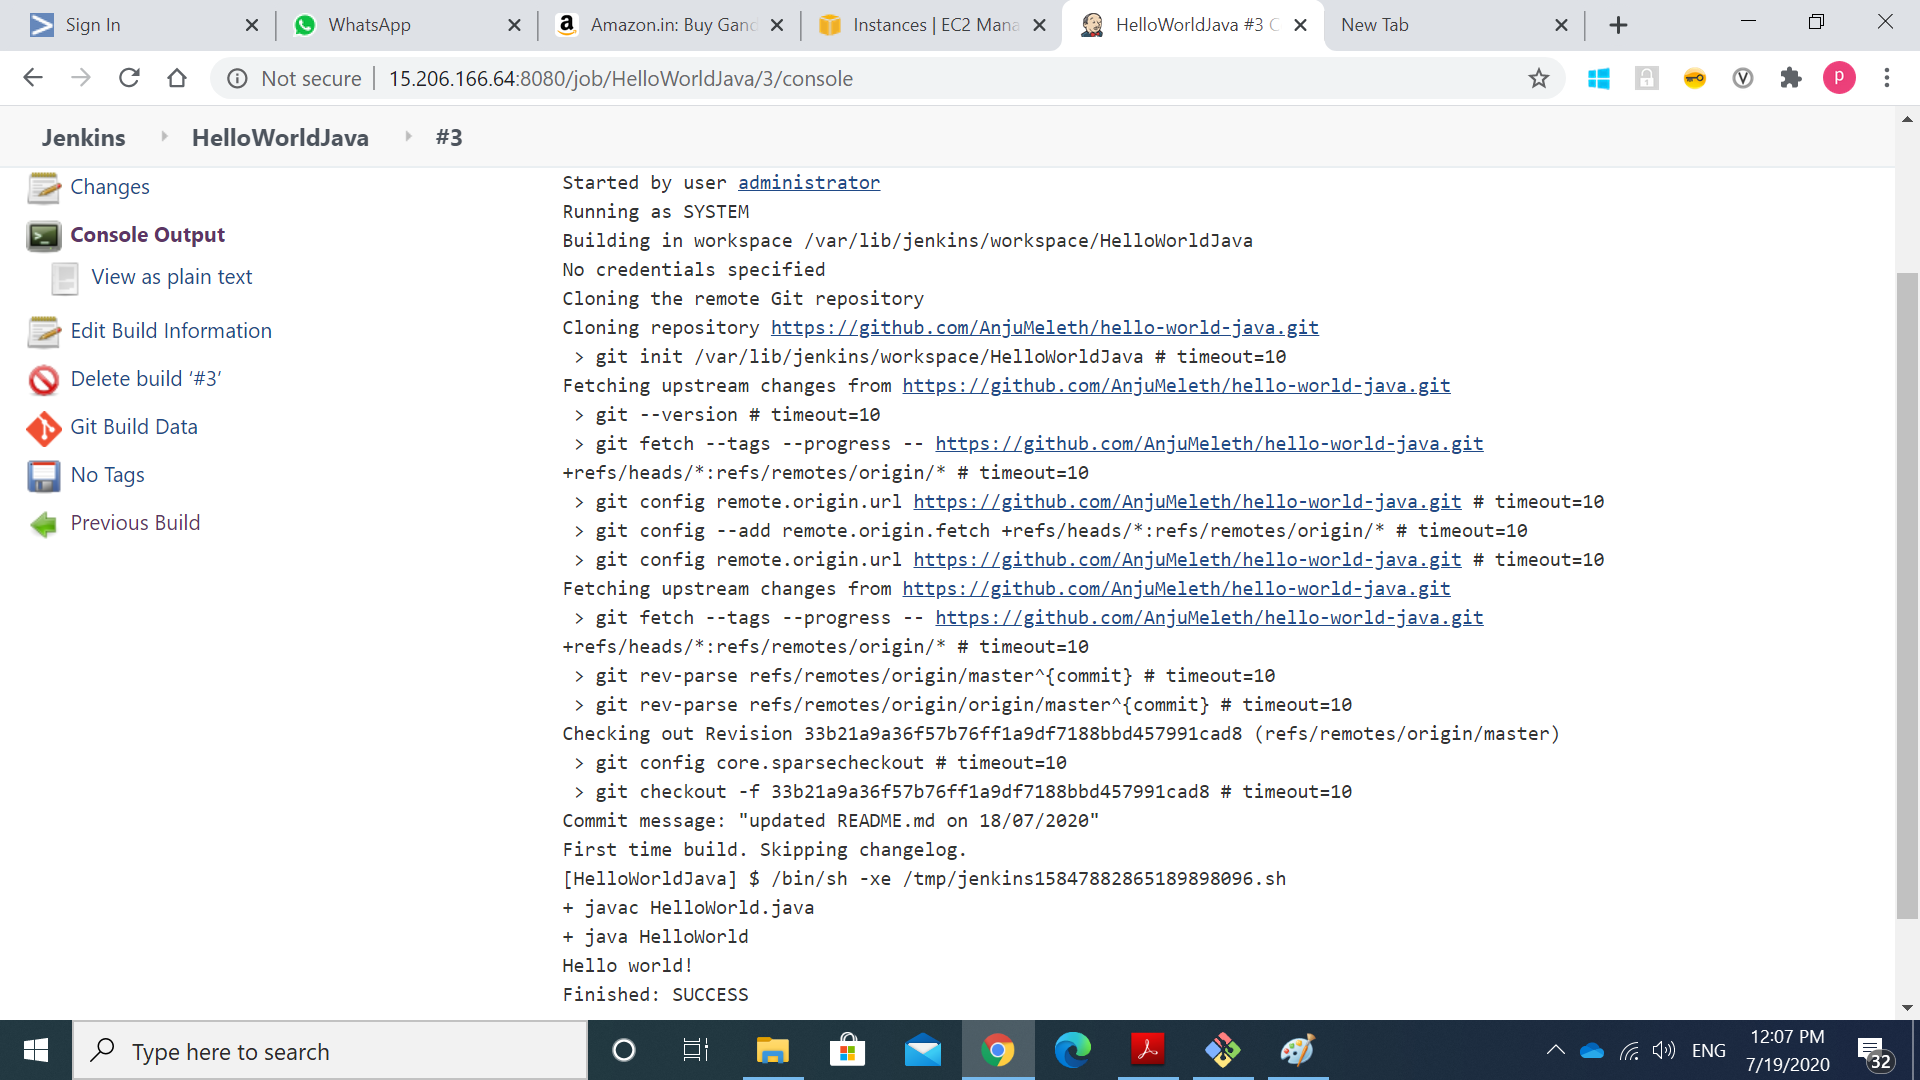 Sign In
WhatsApp
Amazon.in: Buy Gand
Instances | EC2 Mana
HelloWorldJava #3 C
New Tab
Not secure
15.206.166.64:8080/job/HelloWorldJava/3/console
p
Jenkins
HelloWorldJava
#3
Changes
Console Output
View as plain text
Edit Build Information
Delete build ‘#3’
Git Build Data
No Tags
Previous Build
Started by user administrator
Running as SYSTEM
Building in workspace /var/lib/jenkins/workspace/HelloWorldJava
No credentials specified
Cloning the remote Git repository
Cloning repository https://github.com/AnjuMeleth/hello-world-java.git
> git init /var/lib/jenkins/workspace/HelloWorldJava # timeout=10
Fetching upstream changes from https://github.com/AnjuMeleth/hello-world-java.git
> git --version # timeout=10
> git fetch --tags --progress -- https://github.com/AnjuMeleth/hello-world-java.git
+refs/heads/*:refs/remotes/origin/* # timeout=10
> git config remote.origin.url https://github.com/AnjuMeleth/hello-world-java.git # timeout=10
> git config --add remote.origin.fetch +refs/heads/*:refs/remotes/origin/* # timeout=10
> git config remote.origin.url https://github.com/AnjuMeleth/hello-world-java.git # timeout=10
Fetching upstream changes from https://github.com/AnjuMeleth/hello-world-java.git
> git fetch --tags --progress -- https://github.com/AnjuMeleth/hello-world-java.git
+refs/heads/*:refs/remotes/origin/* # timeout=10
> git rev-parse refs/remotes/origin/master^{commit} # timeout=10
> git rev-parse refs/remotes/origin/origin/master^{commit} # timeout=10
Checking out Revision 33b21a9a36f57b76ff1a9df7188bbd457991cad8 (refs/remotes/origin/master)
> git config core.sparsecheckout # timeout=10
> git checkout -f 33b21a9a36f57b76ff1a9df7188bbd457991cad8 # timeout=10
Commit message: "updated README.md on 18/07/2020"
First time build. Skipping changelog.
[HelloWorldJava] $ /bin/sh -xe /tmp/jenkins15847882865189898096.sh
+ javac HelloWorld.java
+ java HelloWorld
Hello world!
Finished: SUCCESS
Type here to search
ENG
12:07 PM
7/19/2020
32